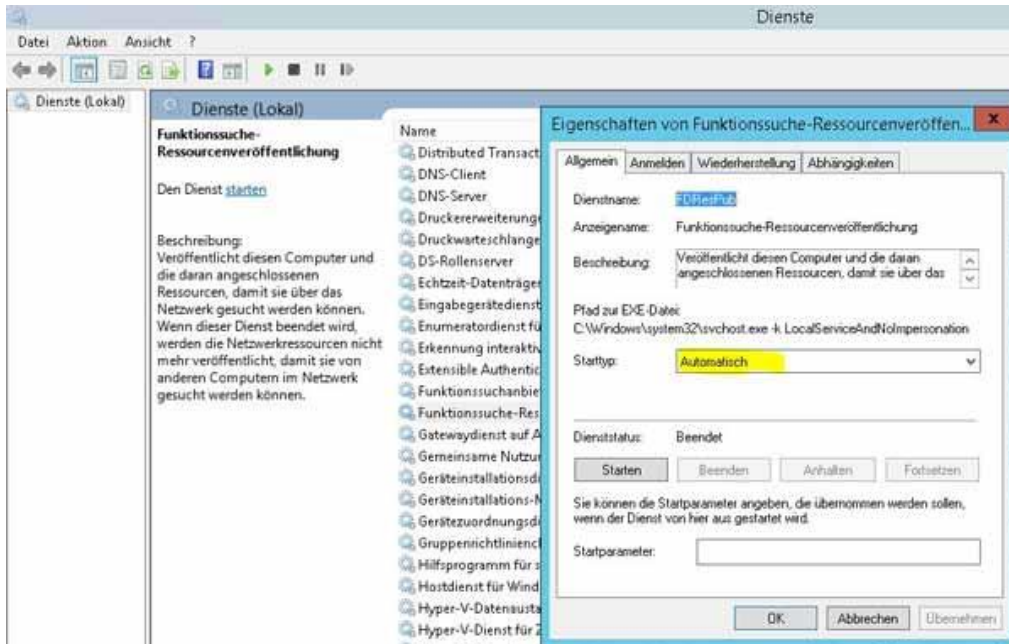 Dienste
Datei Aktion Ansicht ?
Dienste (Lokal)
Dienste (Lokal)
Funktionssuche-
Ressourcenveröffentlichung
Den Dienst starten
Beschreibung:
Veröffentlicht diesen Computer und
die daran angeschlossenen
Ressourcen, damit sie über das
Netzwerk gesucht werden können.
Wenn dieser Dienst beendet wird,
werden die Netzwerkressourcen nicht
mehr veröffentlicht, damit sie von
anderen Computern im Netzwerk
gesucht werden können.
Name
Distributed Transact
DNS-Client
DNS-Server
Druckererweiterunge
Druckwarteschlange
DS-Rollenserver
Echtzeit-Datenträger
Eingabegerätedienst
Enumeratordienst fü
Erkennung interaktiv
Extensible Authentic
Funktionssuchanbie
Funktionssuche-Res
Gatewaydienst auf A
Gemeinsame Nutzun
Geräteinstallationsdi
Geräteinstallations-M
Gerätezuordnungsdi
Gruppenrichtliniencl
Hilfsprogramm für s
Hostdienst für Wind
Hyper-V-Datenausta
Hyper-V-Dienst für Z
Eigenschaften von Funktionssuche-Ressourcenveröffen...
Allgemein Anmelden Wiederherstellung Abhängigkeiten
Dienstname: FDResPub
Anzeigename: Funktionssuche-Ressourcenveröffentlichung
Beschreibung: Veröffentlicht diesen Computer und die daran
angeschlossenen Ressourcen, damit sie über das
Pfad zur EXE-Datei:
C:\Windows\system32\svchost.exe -k LocalServiceAndNoImpersonation
Starttyp: Automatisch
Dienststatus: Beendet
Starten Beenden Anhalten Fortsetzen
Sie können die Startparameter angeben, die übernommen werden sollen,
wenn der Dienst von hier aus gestartet wird.
Startparameter:
OK Abbrechen Übernehmen